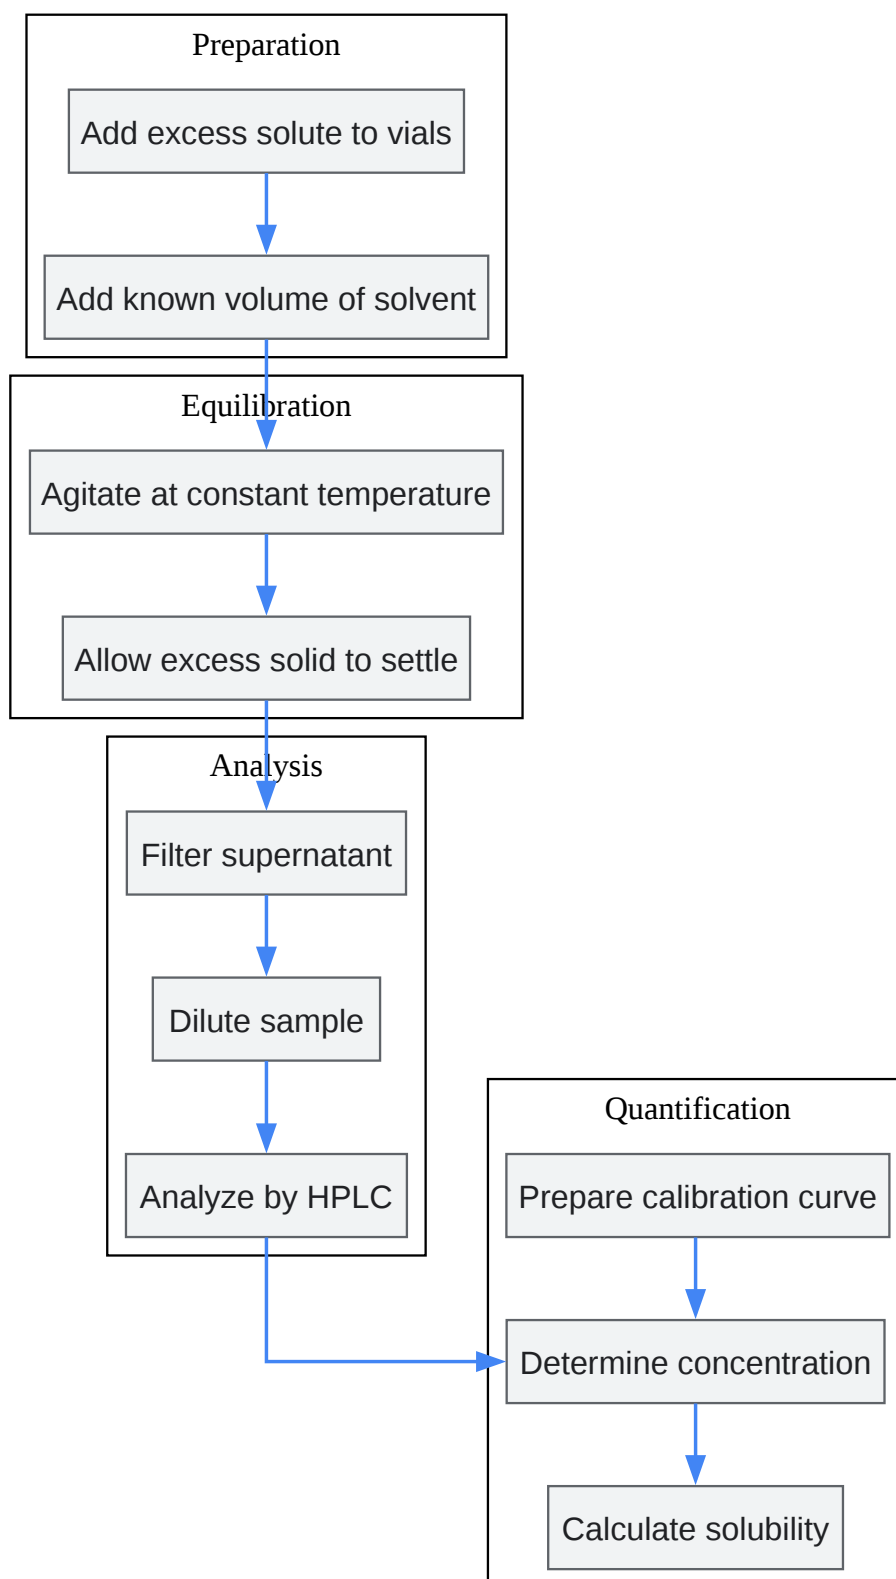 Preparation
Add excess solute to vials
Add known volume of solvent
Equilibration
Agitate at constant temperature
Allow excess solid to settle
Analysis
Filter supernatant
Dilute sample
Analyze by HPLC
Quantification
Prepare calibration curve
Determine concentration
Calculate solubility